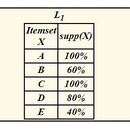 L1
Itemset X supp(X)
A 100%
B 60%
C 100%
D 80%
E 40%